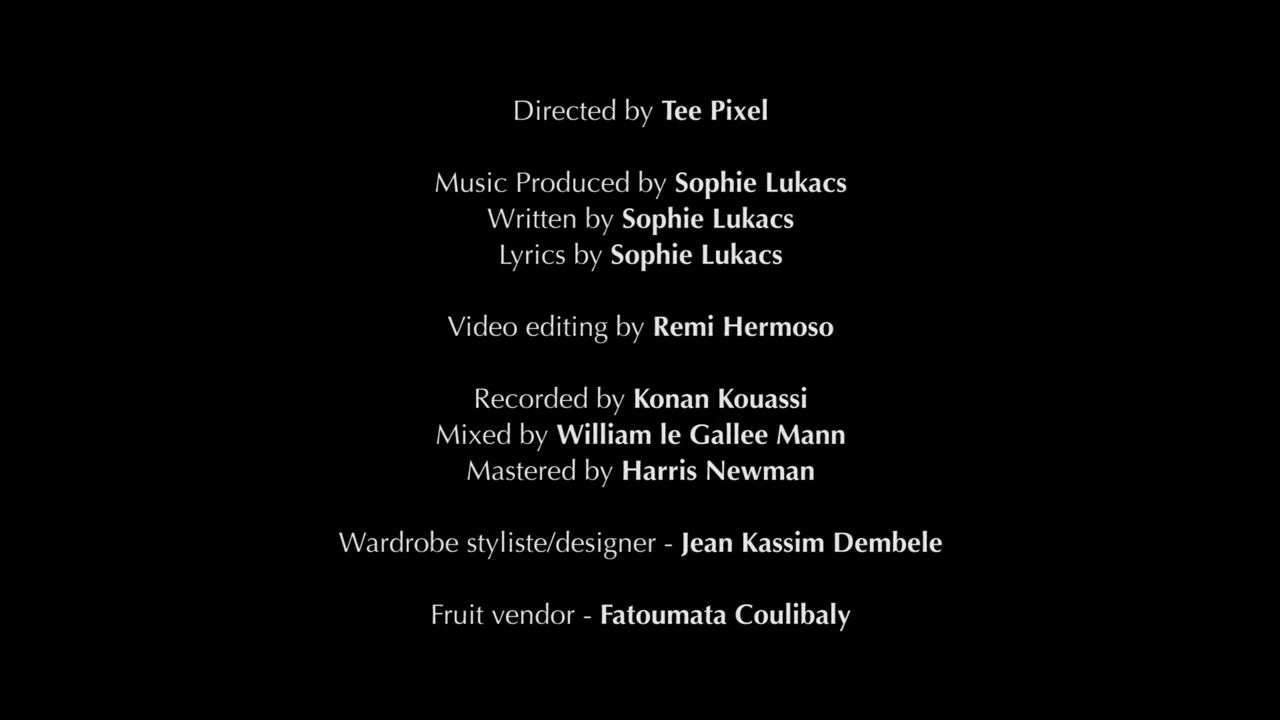 Directed by Tee Pixel
Music Produced by Sophie Lukacs
Written by Sophie Lukacs
Lyrics by Sophie Lukacs
Video editing by Remi Hermoso
Recorded by Konan Kouassi
Mixed by William le Gallee Mann
Mastered by Harris Newman
Wardrobe styliste/designer - Jean Kassim Dembele
Fruit vendor - Fatoumata Coulibaly